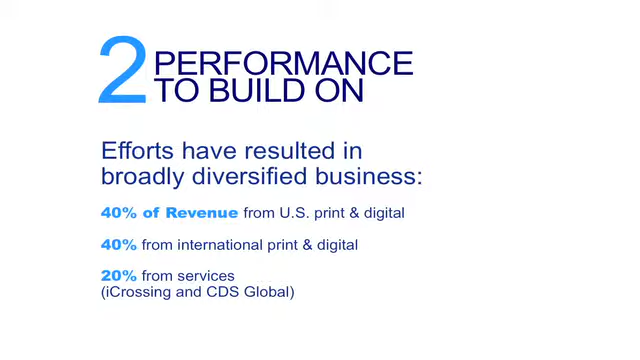 2 PERFORMANCE
TO BUILD ON
Efforts have resulted in
broadly diversified business:
40% of Revenue from U.S. print & digital
40% from international print & digital
20% from services
(iCrossing and CDS Global)